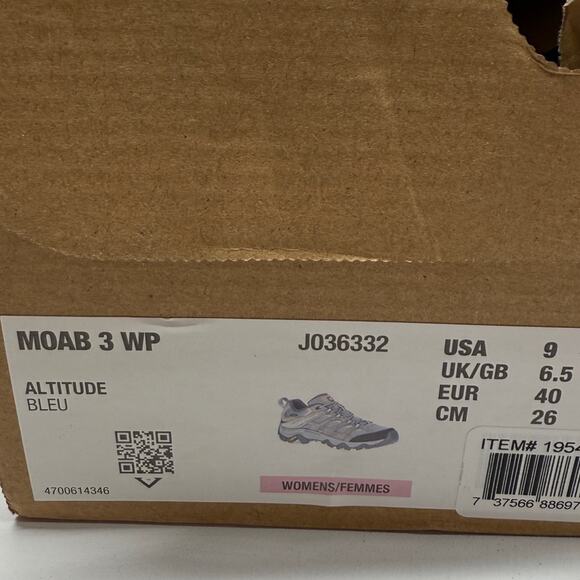 MOAB 3 WP
J036332
ALTITUDE
BLEU
4700614346
WOMENS/FEMMES
USA 9
UK/GB 6.5
EUR 40
CM 26
ITEM# 1954
7 37566 88697